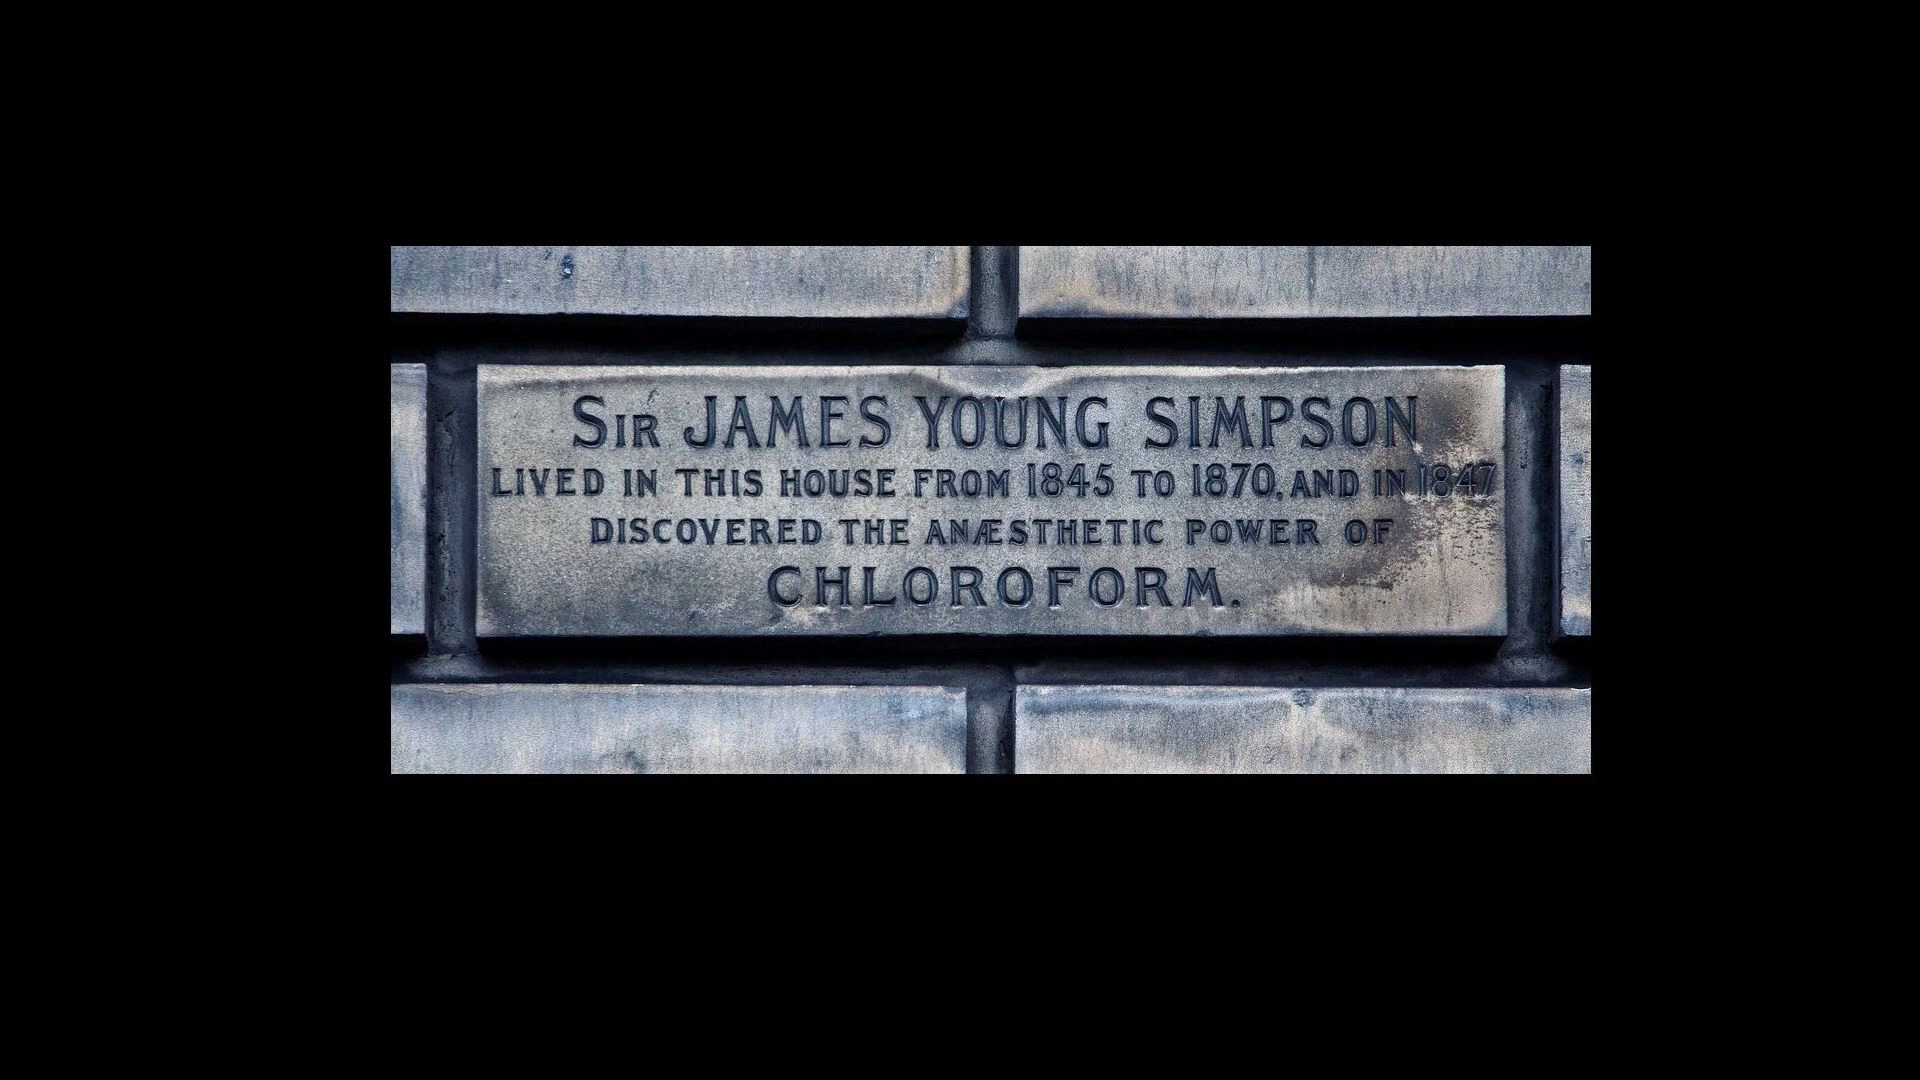 Sir JAMES YOUNG SIMPSON
LIVED IN THIS HOUSE FROM 1845 TO 1870, AND IN 1847
DISCOVERED THE ANÆSTHETIC POWER OF
CHLOROFORM.